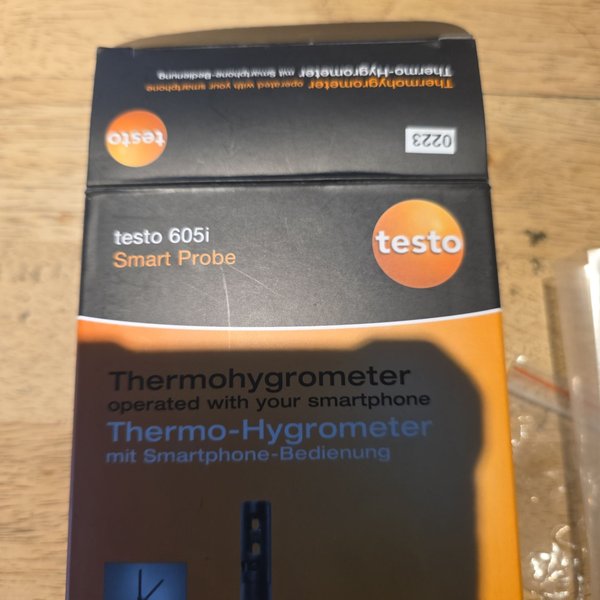 Thermohygrometer operated with your smartphone
Thermo-Hygrometer mit Smartphone-Bedienung
testo
0223
testo 605i
Smart Probe
testo
Thermohygrometer
operated with your smartphone
Thermo-Hygrometer
mit Smartphone-Bedienung